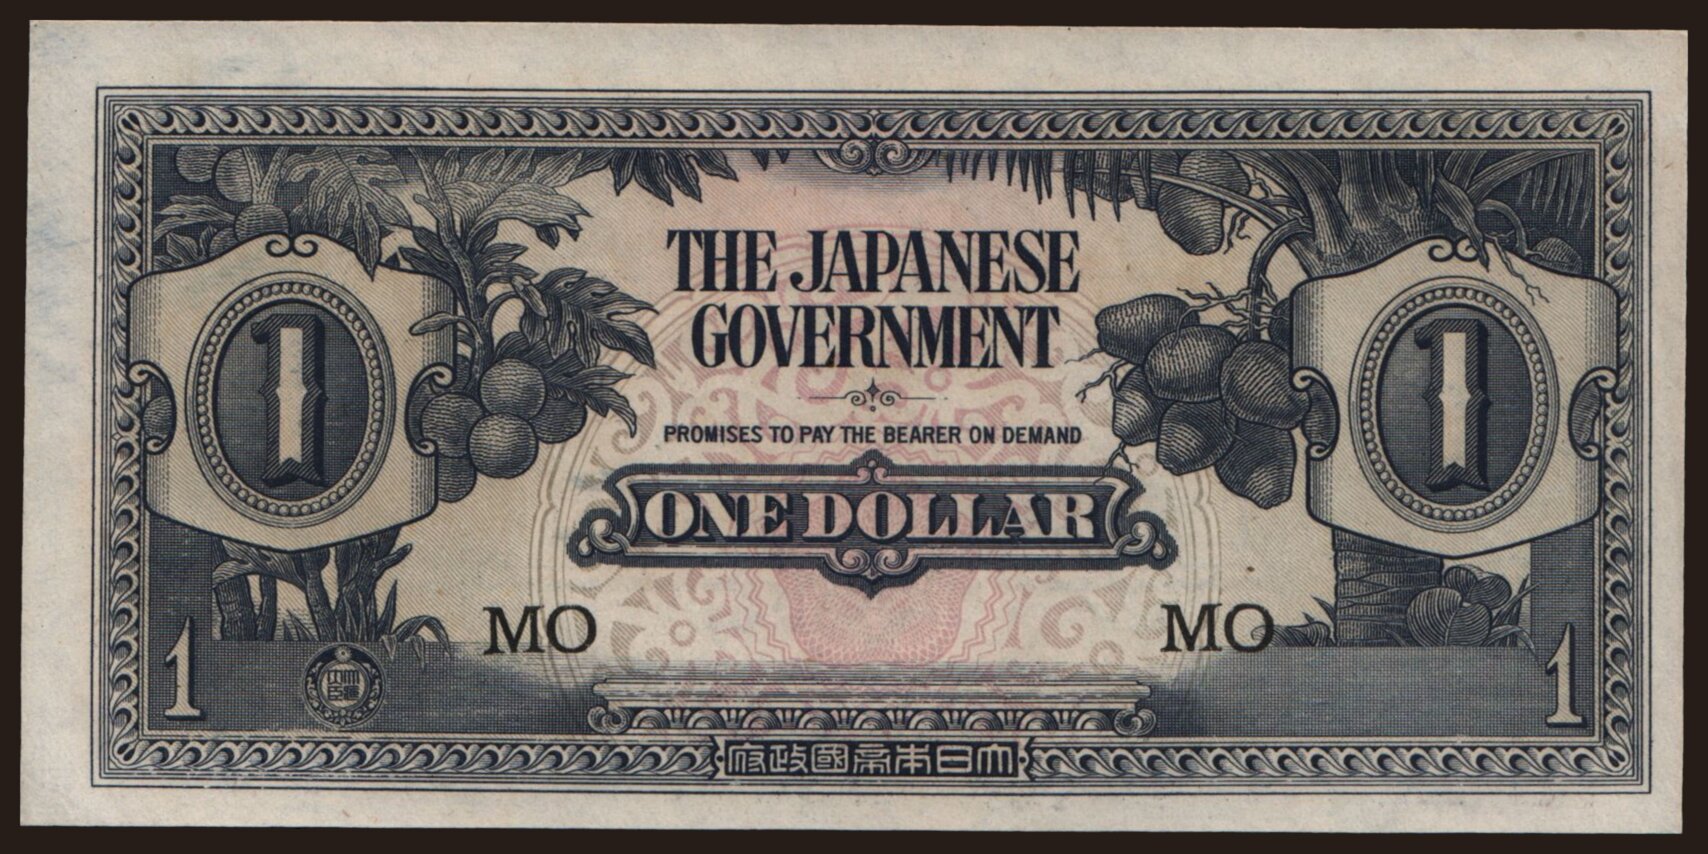 THE JAPANESE
GOVERNMENT
PROMISES TO PAY THE BEARER ON DEMAND
ONE DOLLAR
1
1
MO
MO
1
1
府政國帝本日大